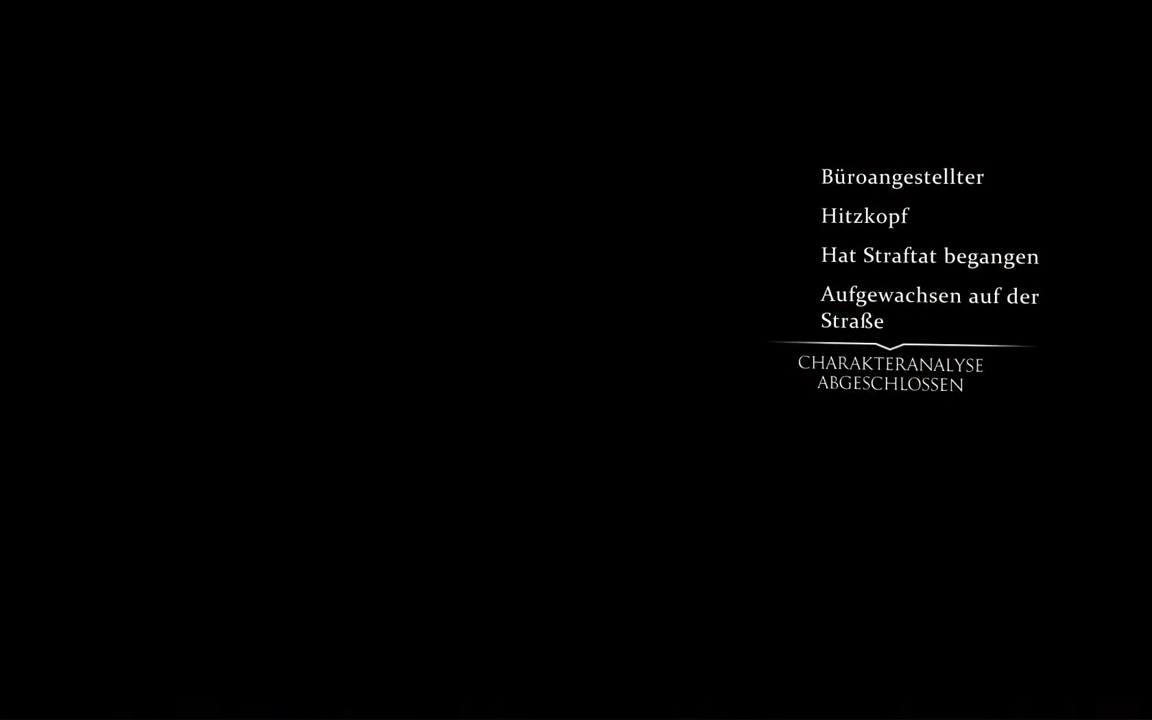 Büroangestellter
Hitzkopf
Hat Straftat begangen
Aufgewachsen auf der
Straße
CHARAKTERANALYSE
ABGESCHLOSSEN